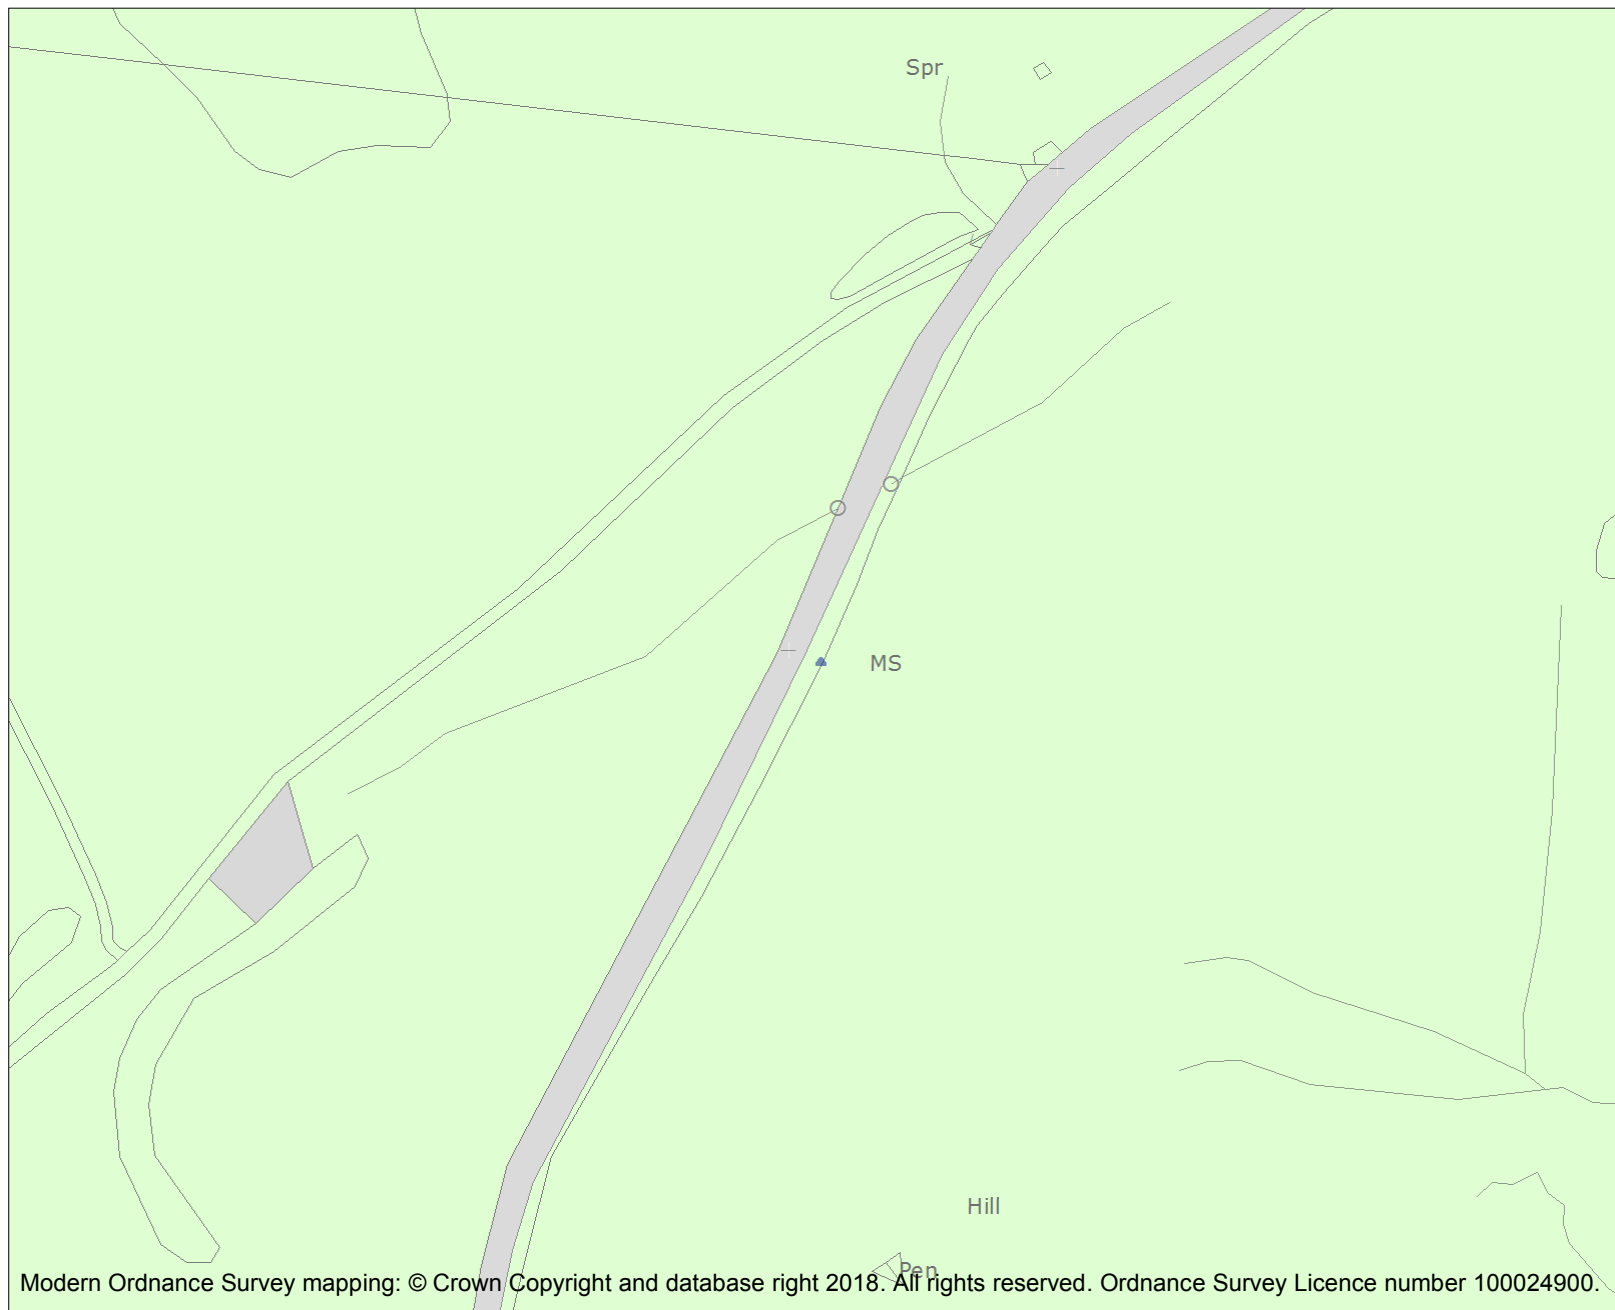 Spr
MS
Hill
Pen
Modern Ordnance Survey mapping: © Crown Copyright and database right 2018. All rights reserved. Ordnance Survey Licence number 100024900.